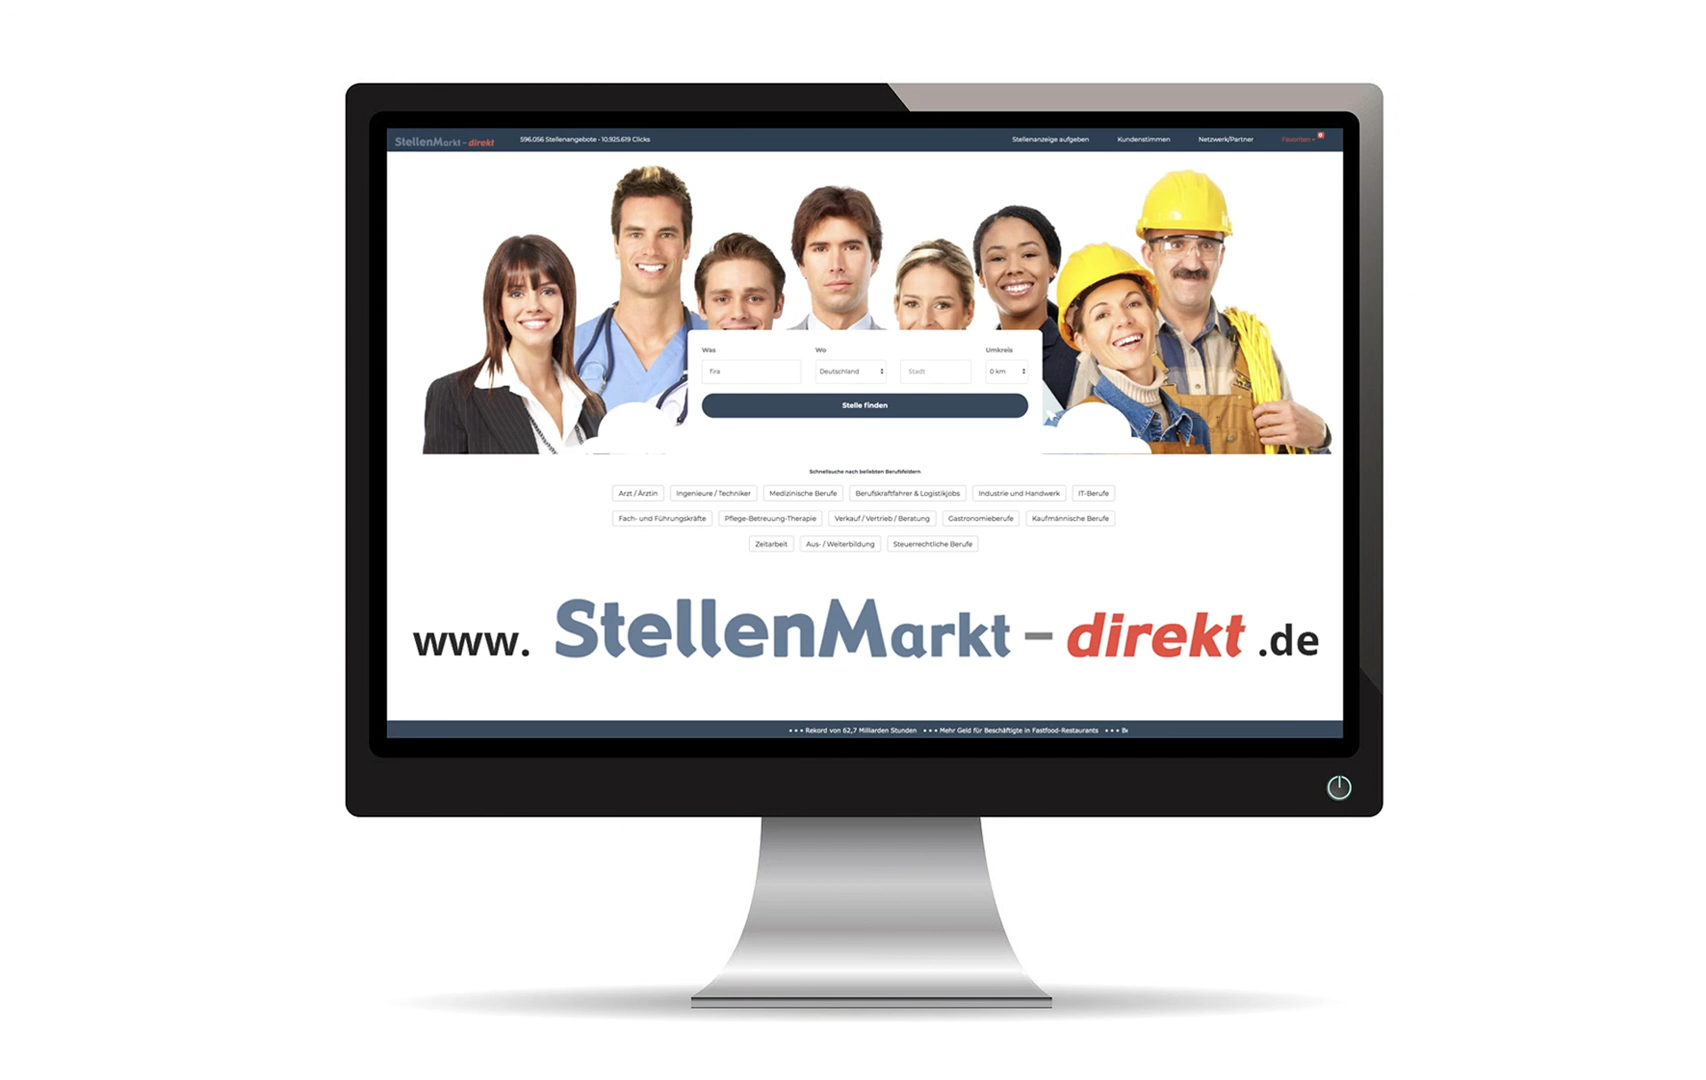 StellenMarkt - direkt 596.056 Stellenangebote • 10.925.619 Clicks Stellenanzeige aufgeben Kundenstimmen Netzwerk/Partner Favoriten
Was Wo Umkreis
fira Deutschland Stadt 0 km
Stelle finden
Schnellsuche nach beliebten Berufsfeldern
Arzt / Ärztin Ingenieure / Techniker Medizinische Berufe Berufskraftfahrer & Logistikjobs Industrie und Handwerk IT-Berufe
Fach- und Führungskräfte Pflege-Betreuung-Therapie Verkauf / Vertrieb / Beratung Gastronomieberufe Kaufmännische Berufe
Zeitarbeit Aus- / Weiterbildung Steuerrechtliche Berufe
www. StellenMarkt - direkt .de
• • • Rekord von 62,7 Milliarden Stunden • • • Mehr Geld für Beschäftigte in Fastfood-Restaurants • • • Be